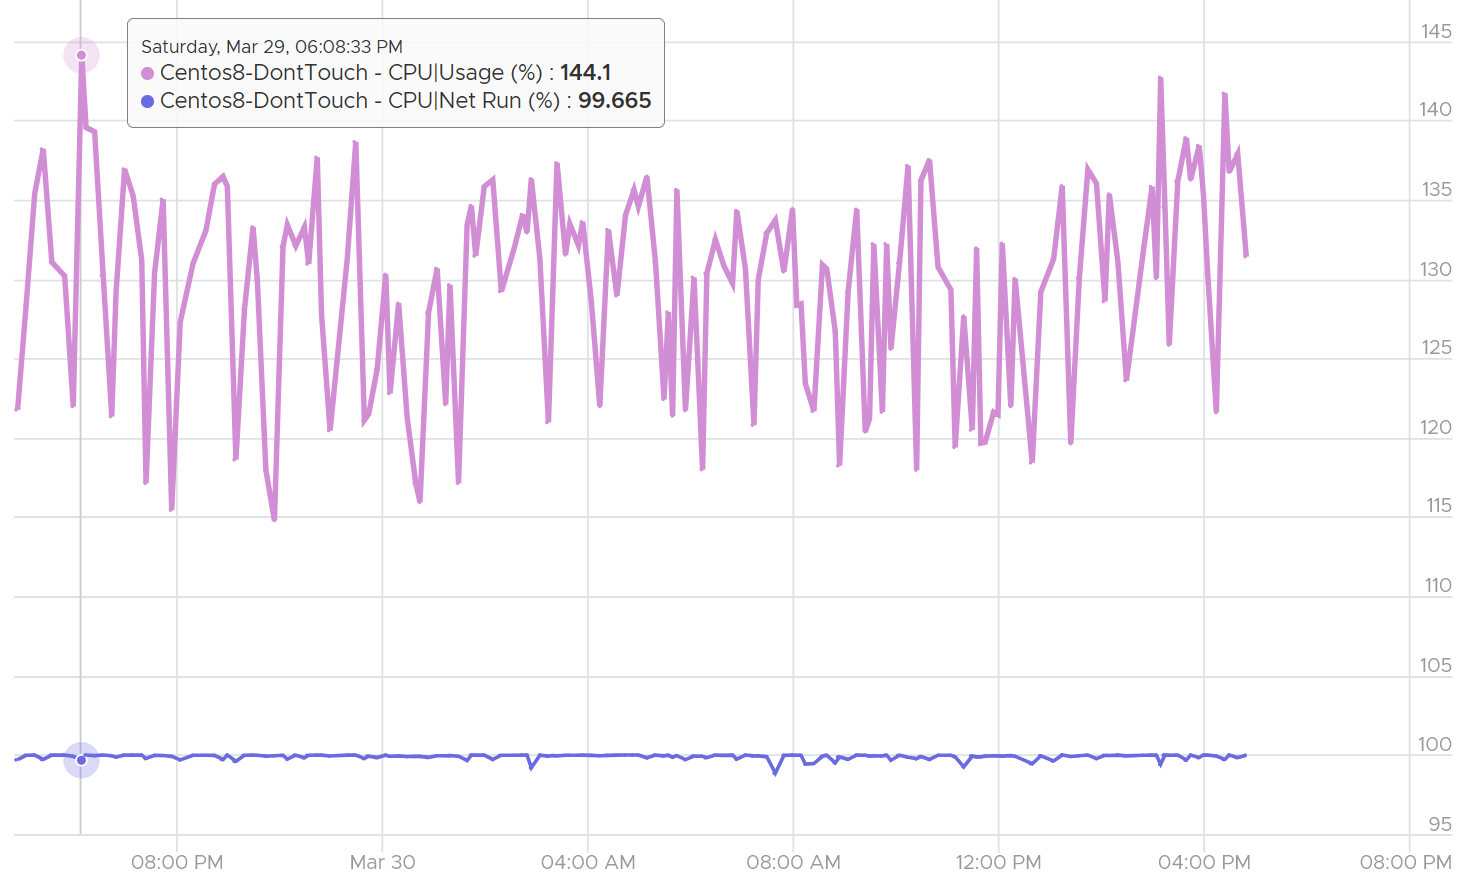 Saturday, Mar 29, 06:08:33 PM
Centos8-DontTouch - CPU|Usage (%) : 144.1
Centos8-DontTouch - CPU|Net Run (%) : 99.665
145
140
135
130
125
120
115
110
105
100
95
08:00 PM
Mar 30
04:00 AM
08:00 AM
12:00 PM
04:00 PM
08:00 PM